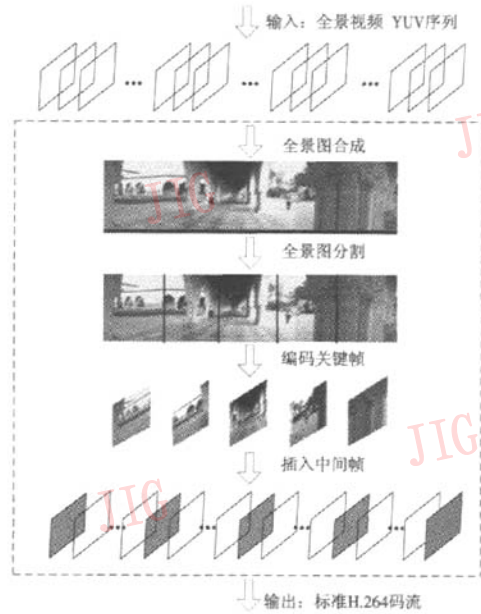 输入：全景视频 YUV序列
... ... ...
全景图合成
JIG
全景图分割
编码关键帧
JIG
插入中间帧
JIG
... ... ... ...
输出：标准H.264码流